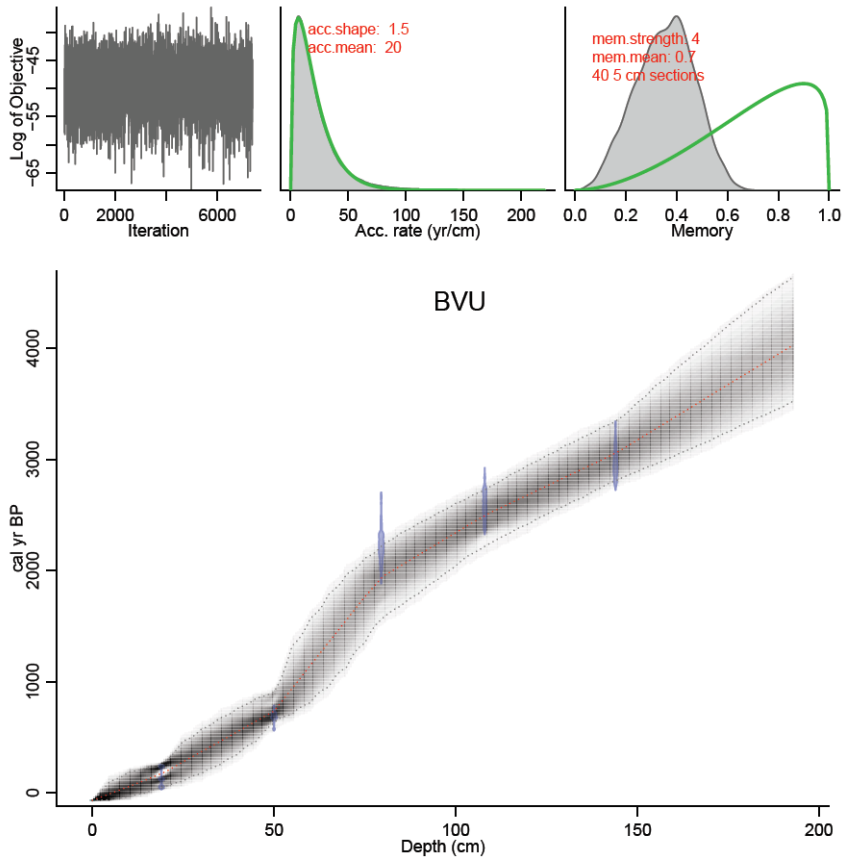 Log of Objective
-45
-55
-65
0 2000 6000
Iteration
acc.shape: 1.5
acc.mean: 20
0 50 100 150 200
Acc. rate (yr/cm)
mem.strength: 4
mem.mean: 0.7
40 5 cm sections
0.0 0.2 0.4 0.6 0.8 1.0
Memory
BVU
cal yr BP
4000
3000
2000
1000
0
0 50 100 150 200
Depth (cm)